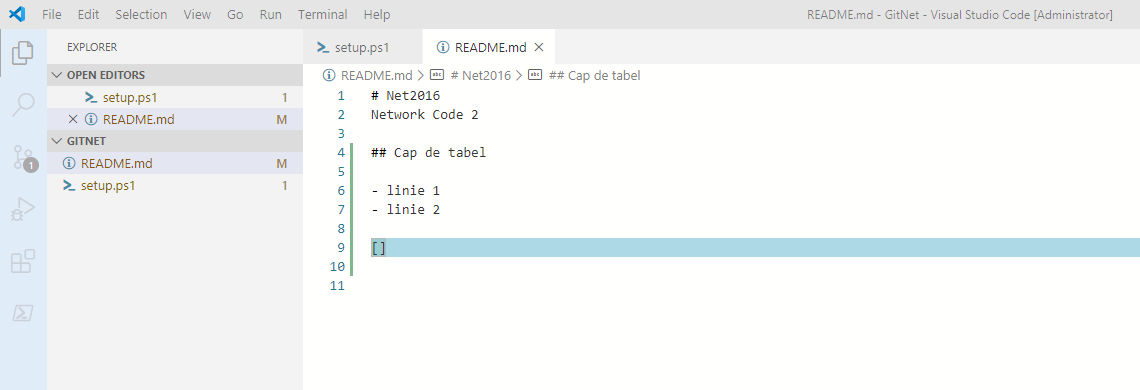 File Edit Selection View Go Run Terminal Help README.md - GitNet - Visual Studio Code [Administrator]
EXPLORER
OPEN EDITORS
setup.ps1 1
README.md M
GITNET
README.md M
setup.ps1 1
1
setup.ps1 README.md
README.md > # Net2016 > ## Cap de tabel
1 # Net2016
2 Network Code 2
3
4 ## Cap de tabel
5
6 - linie 1
7 - linie 2
8
9 []
10
11